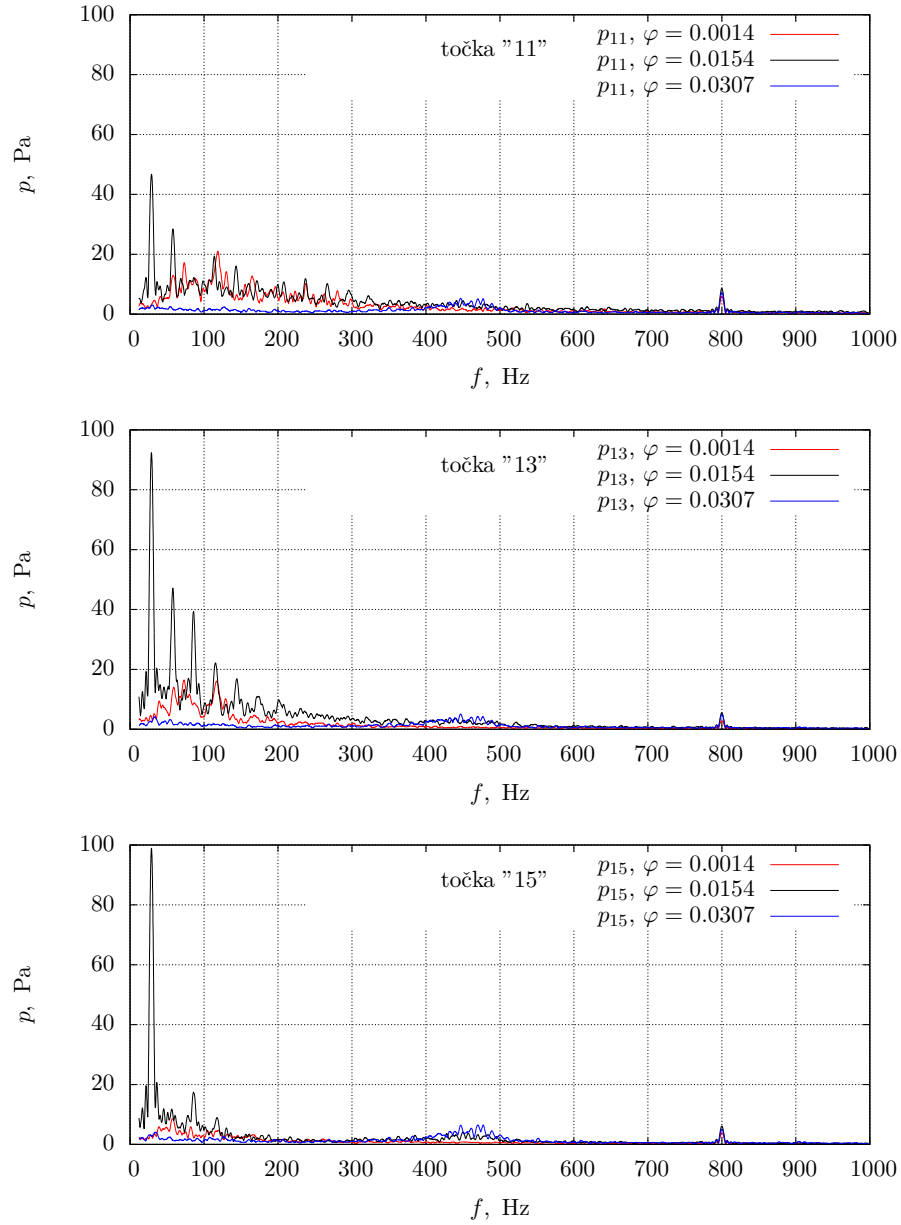 100
80
60
40
20
0
p, Pa
točka "11"
p₁₁, φ = 0.0014
p₁₁, φ = 0.0154
p₁₁, φ = 0.0307
0 100 200 300 400 500 600 700 800 900 1000
f, Hz
100
80
60
40
20
0
p, Pa
točka "13"
p₁₃, φ = 0.0014
p₁₃, φ = 0.0154
p₁₃, φ = 0.0307
0 100 200 300 400 500 600 700 800 900 1000
f, Hz
100
80
60
40
20
0
p, Pa
točka "15"
p₁₅, φ = 0.0014
p₁₅, φ = 0.0154
p₁₅, φ = 0.0307
0 100 200 300 400 500 600 700 800 900 1000
f, Hz